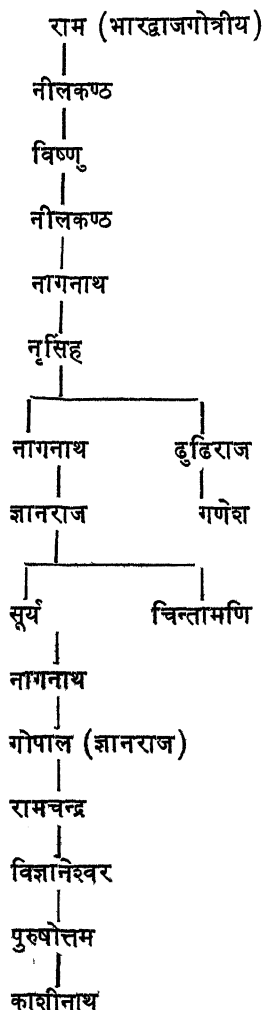 राम (भारद्वाजगोत्रीय)
नीलकण्ठ
विष्णु
नीलकण्ठ
नागनाथ
नृसिंह
नागनाथ ढुढिराज
ज्ञानराज गणेश
सूर्य चिन्तामणि
नागनाथ
गोपाल (ज्ञानराज)
रामचन्द्र
विज्ञानेश्वर
पुरुषोत्तम
काशीनाथ